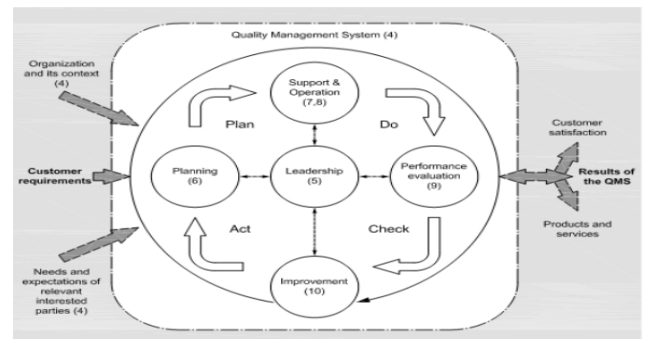 Quality Management System (4)
Organization
and its context
(4)
Support &
Operation
(7,8)
Plan
Do
Customer
satisfaction
Customer
requirements
Planning
(6)
Leadership
(5)
Performance
evaluation
(9)
Results of
the QMS
Act
Check
Products and
services
Needs and
expectations of
relevant
interested
parties (4)
Improvement
(10)